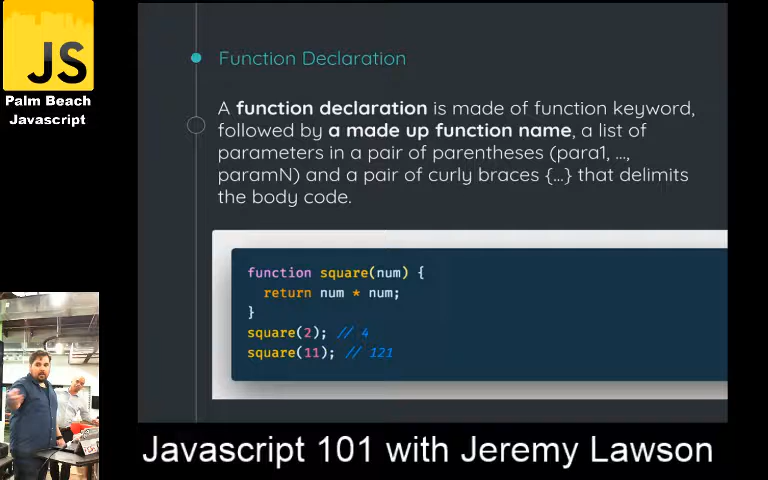 JS
Palm Beach
Javascript
Function Declaration
A function declaration is made of function keyword,
followed by a made up function name, a list of
parameters in a pair of parentheses (para1, ...,
paramN) and a pair of curly braces {...} that delimits
the body code.
function square(num) {
return num * num;
}
square(2); // 4
square(11); // 121
Javascript 101 with Jeremy Lawson